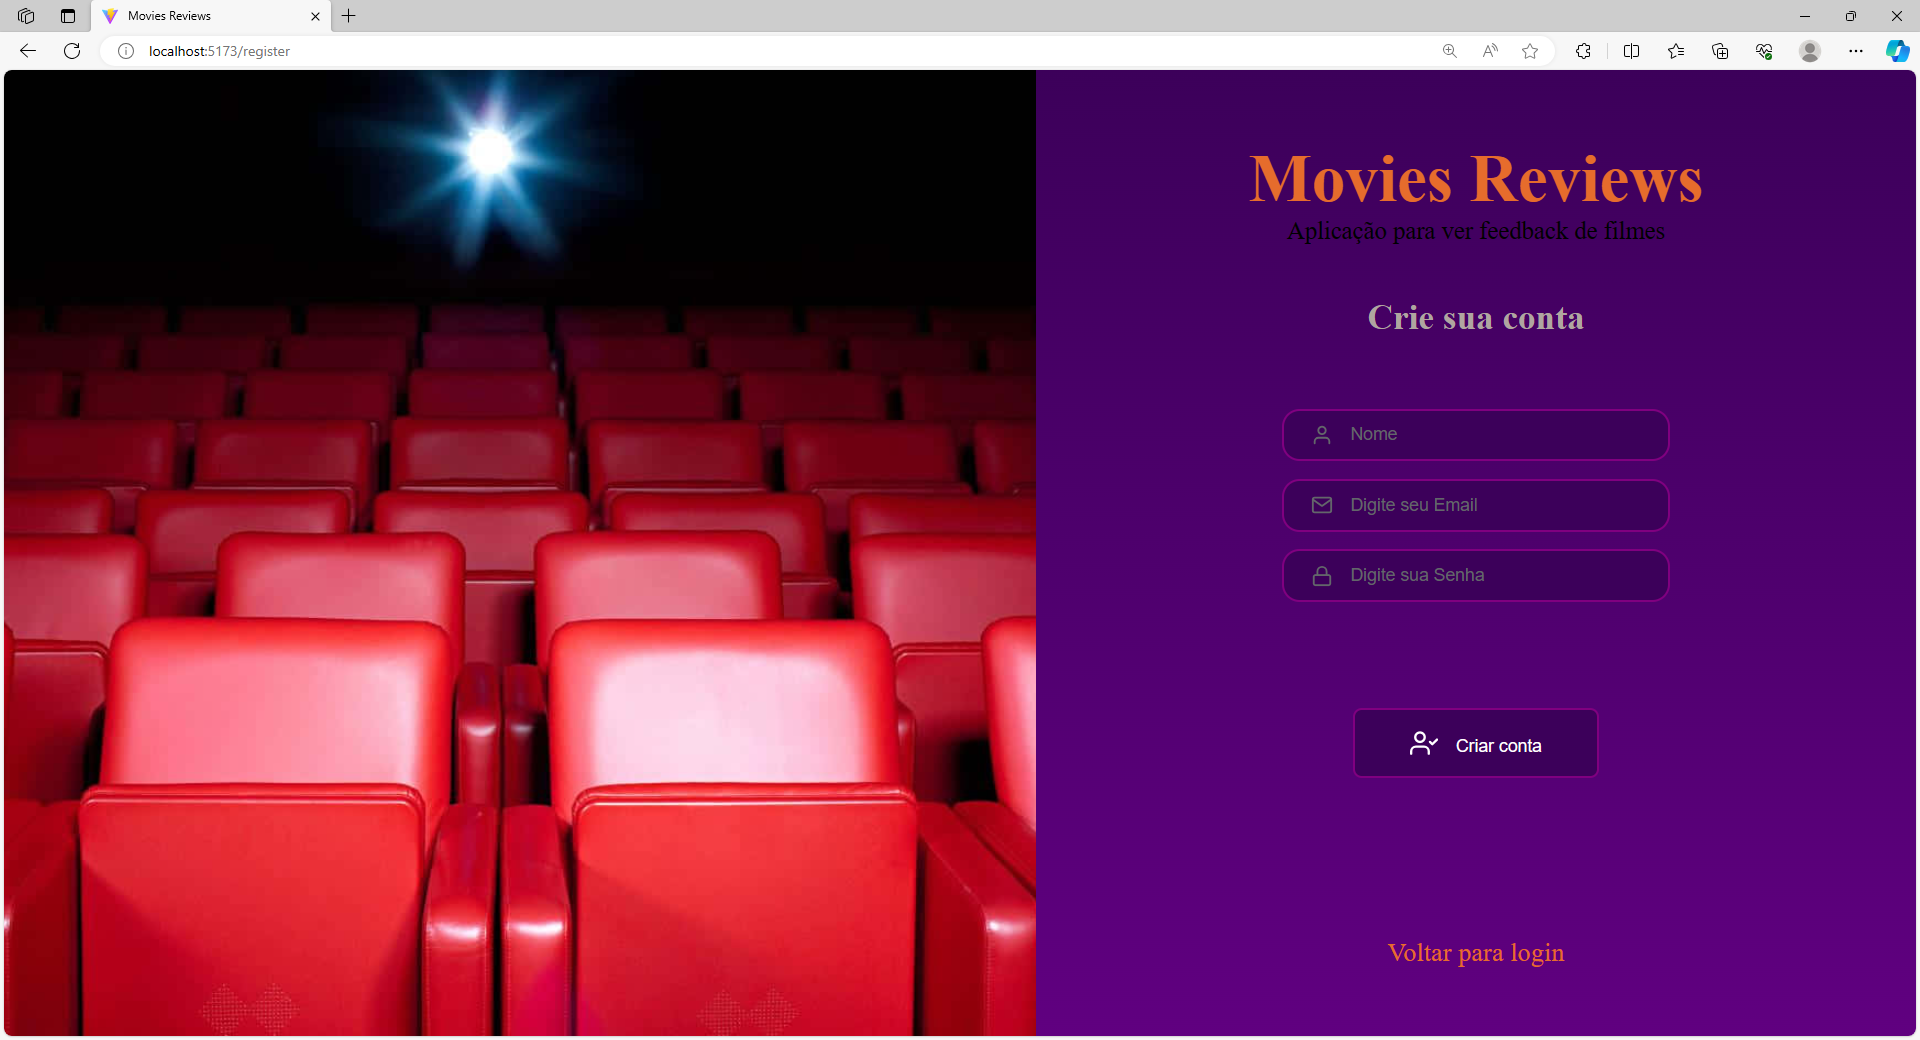 Movies Reviews
localhost:5173/register
Movies Reviews
Aplicação para ver feedback de filmes
Crie sua conta
Nome
Digite seu Email
Digite sua Senha
Criar conta
Voltar para login